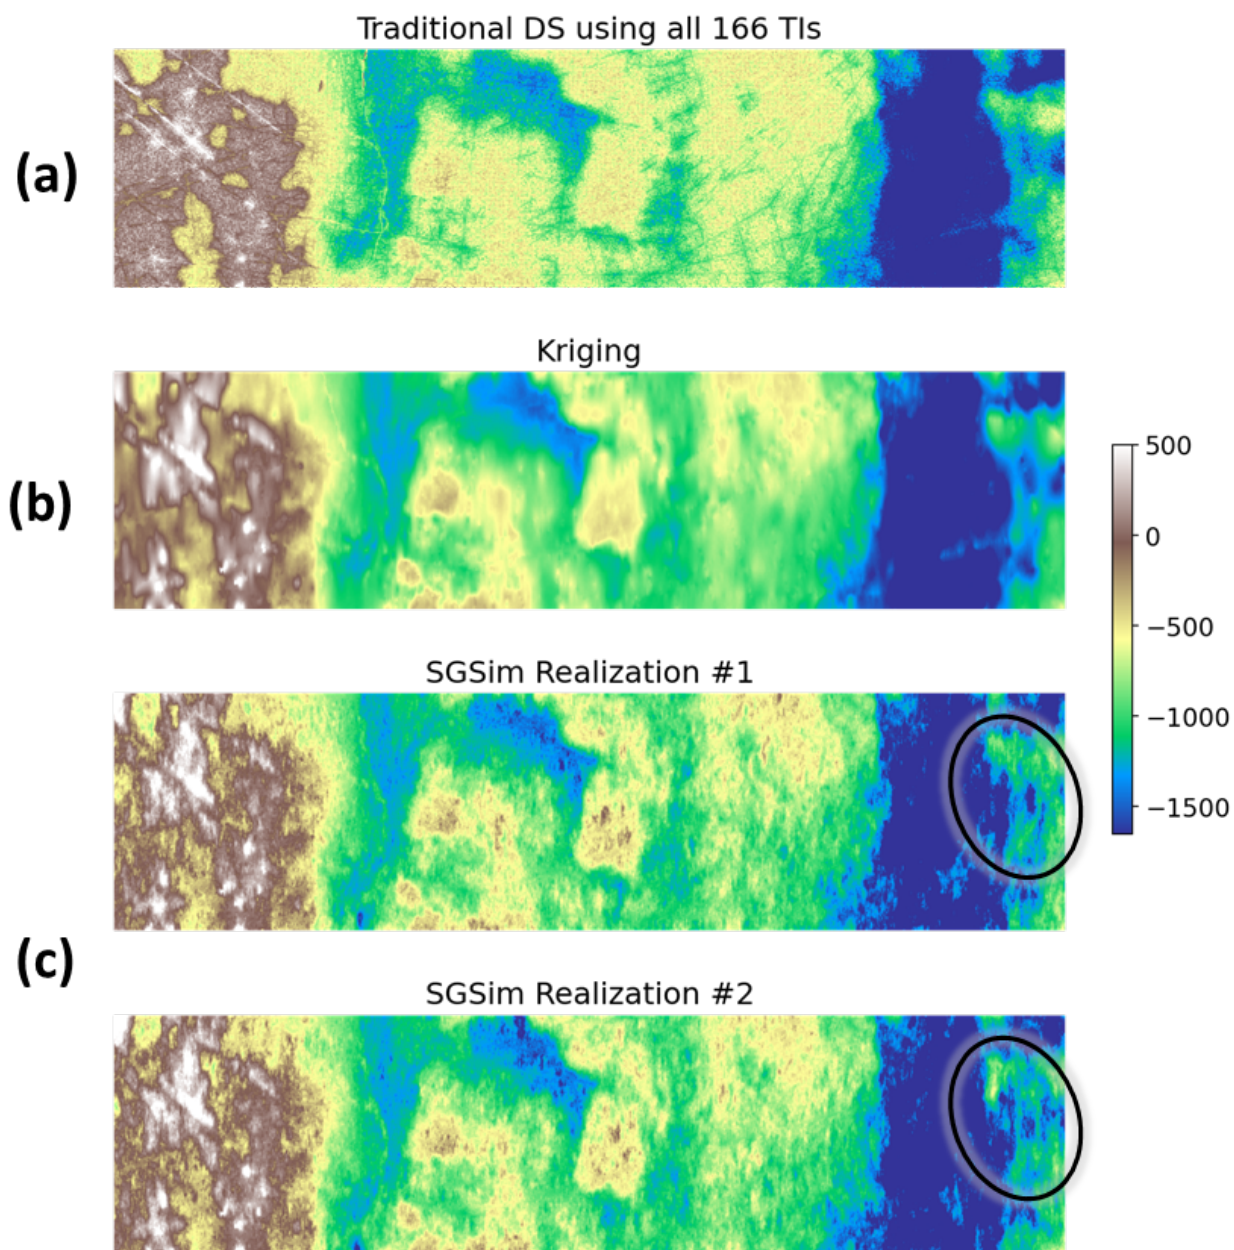 Traditional DS using all 166 TIs
(a)
Kriging
(b)
500
0
−500
−1000
−1500
SGSim Realization #1
(c)
SGSim Realization #2